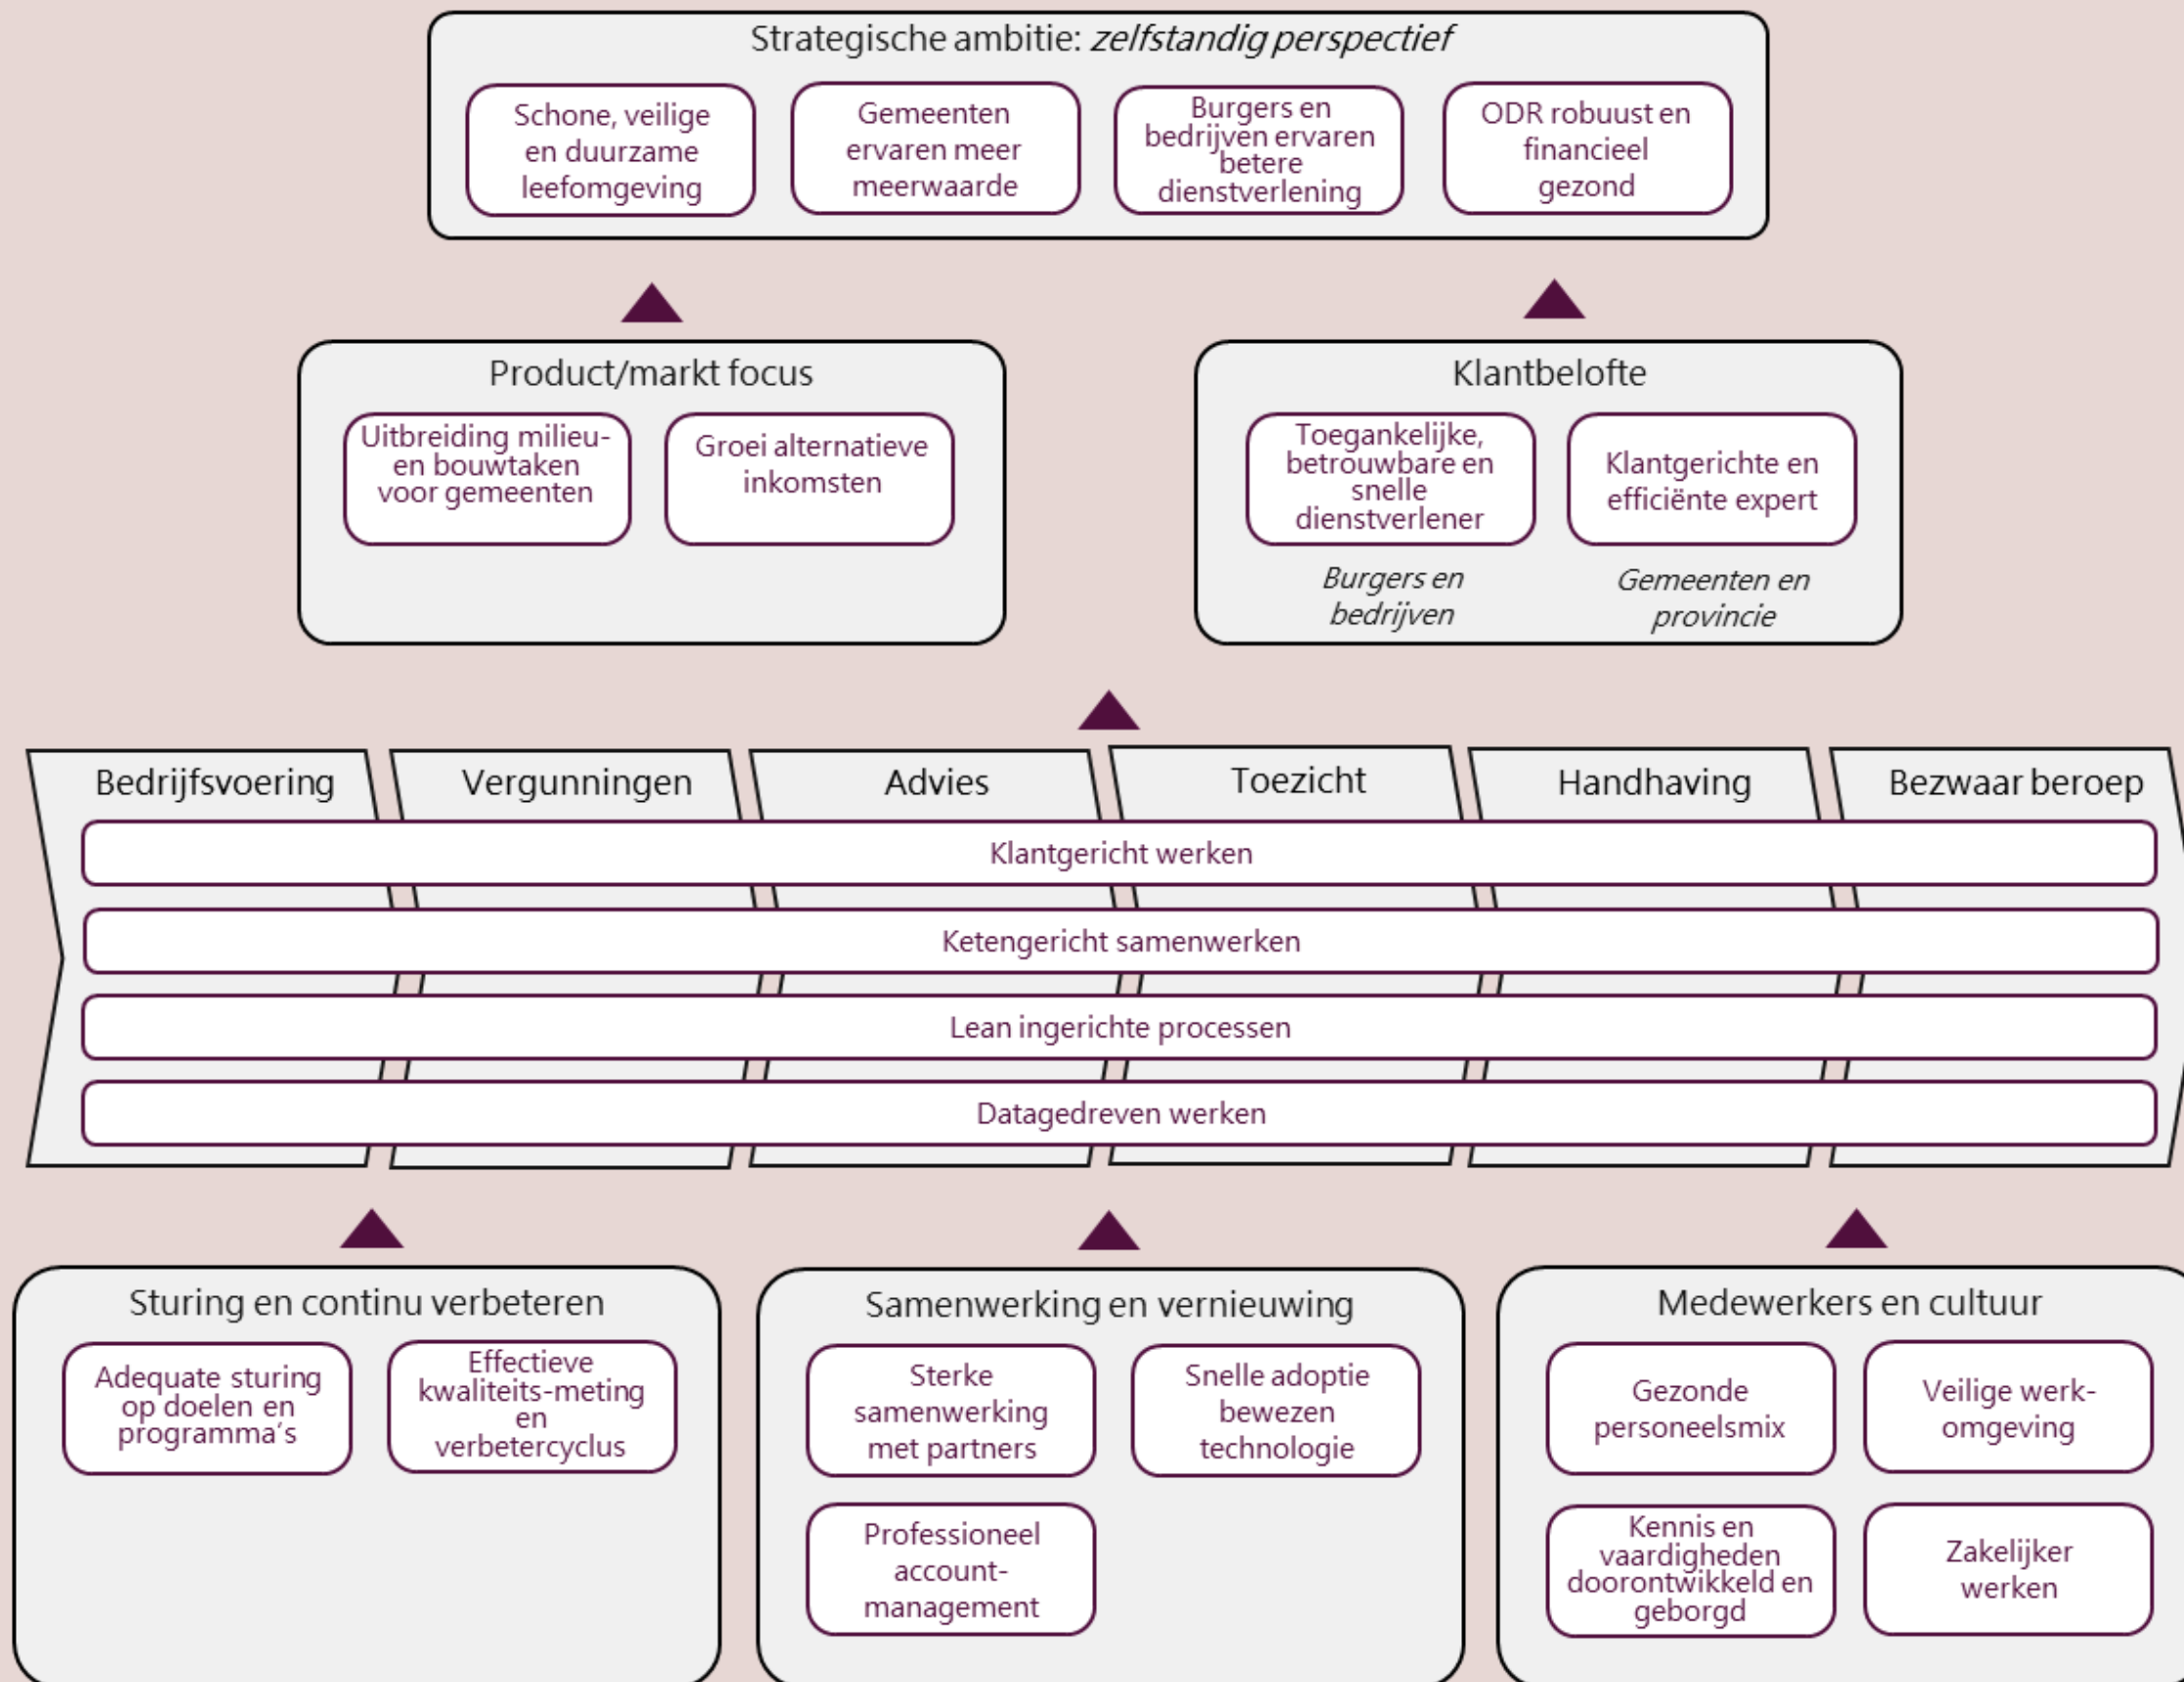 Strategische ambitie: zelfstandig perspectief
Schone, veilige
en duurzame
leefomgeving
Gemeenten
ervaren meer
meerwaarde
Burgers en
bedrijven ervaren
betere
dienstverlening
ODR robuust en
financieel
gezond
Product/markt focus
Uitbreiding milieu-
en bouwtaken
voor gemeenten
Groei alternatieve
inkomsten
Klantbelofte
Toegankelijke,
betrouwbare en
snelle
dienstverlener
Burgers en
bedrijven
Klantgerichte en
efficiënte expert
Gemeenten en
provincie
Bedrijfsvoering
Vergunningen
Advies
Toezicht
Handhaving
Bezwaar beroep
Klantgericht werken
Ketengericht samenwerken
Lean ingerichte processen
Datagedreven werken
Sturing en continu verbeteren
Adequate sturing
op doelen en
programma’s
Effectieve
kwaliteits-meting
en
verbetercyclus
Samenwerking en vernieuwing
Sterke
samenwerking
met partners
Snelle adoptie
bewezen
technologie
Professioneel
account-
management
Medewerkers en cultuur
Gezonde
personeelsmix
Veilige werk-
omgeving
Kennis en
vaardigheden
doorontwikkeld en
geborgd
Zakelijker
werken